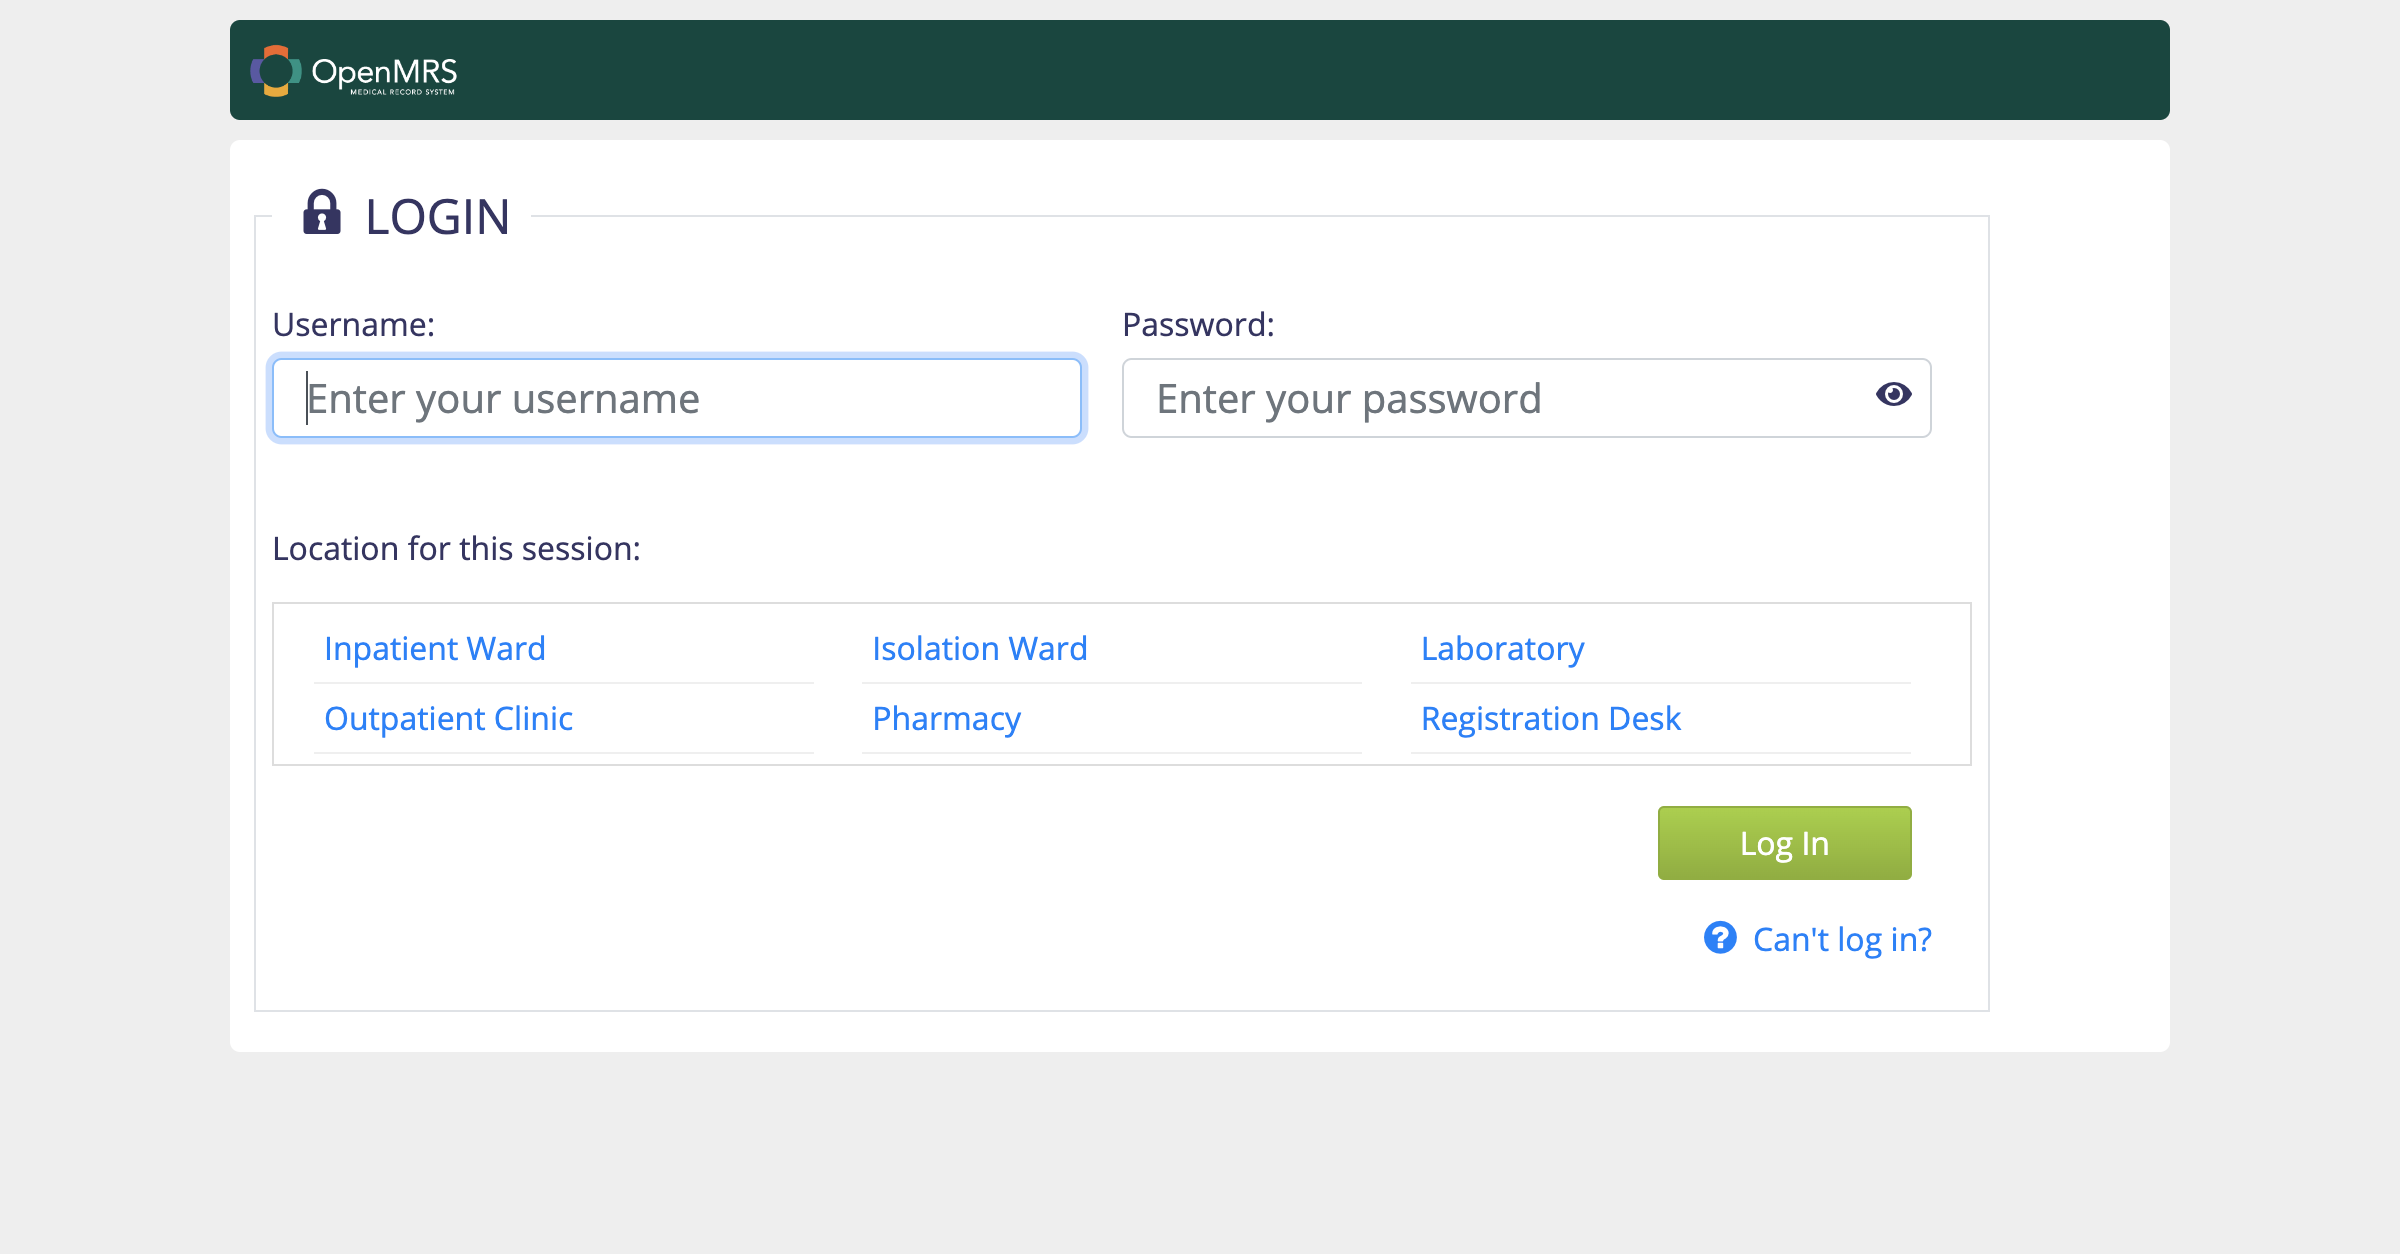 OpenMRS
MEDICAL RECORD SYSTEM
LOGIN
Username:
Password:
Enter your username
Enter your password
Location for this session:
Inpatient Ward
Isolation Ward
Laboratory
Outpatient Clinic
Pharmacy
Registration Desk
Log In
Can't log in?